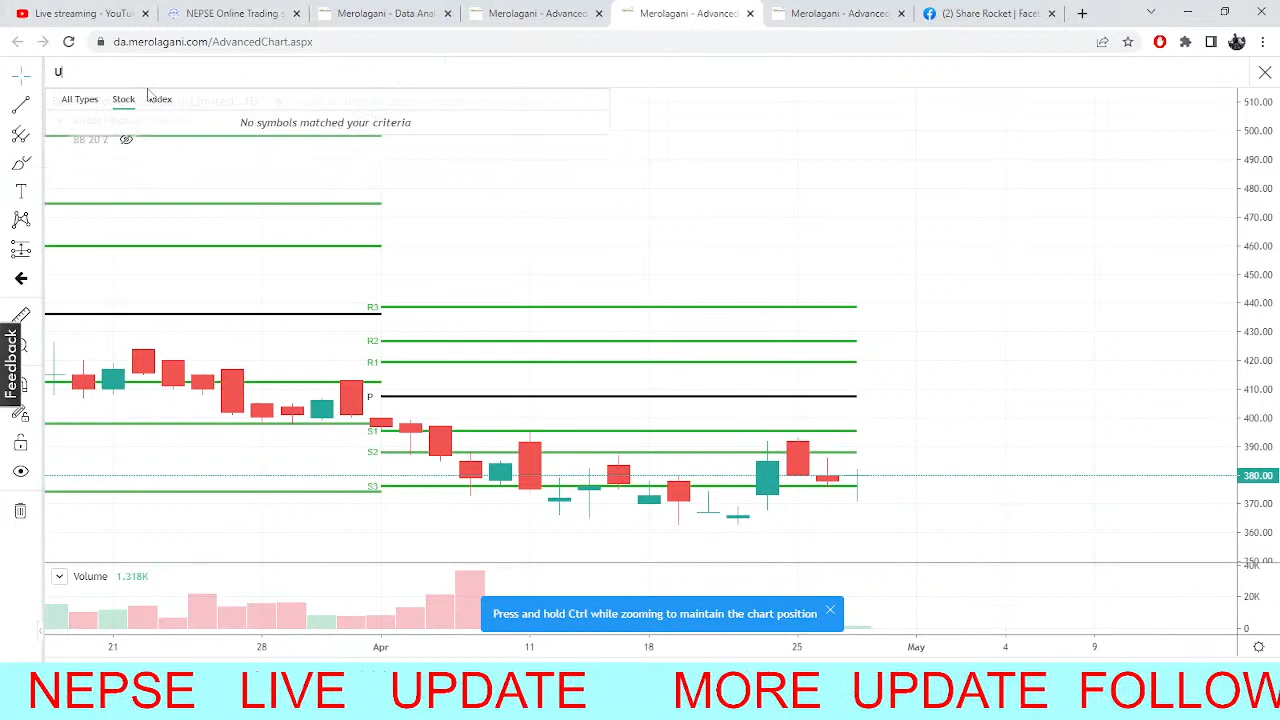 Live streaming - YouT
NEPSE Online Trading s
Merolagani - Data Anal
Merolagani - Advanced
Merolagani - Advanced
Merolagani - Advanced
(2) Share Rocket | Face
da.merolagani.com/AdvancedChart.aspx
U
All Types Stock Index
No symbols matched your criteria
BB 20 2
510.00
500.00
490.00
480.00
470.00
460.00
450.00
440.00
430.00
420.00
410.00
400.00
390.00
380.00
370.00
360.00
350.00
R3
R2
R1
P
S1
S2
S3
Feedback
Volume 1.318K
40K
20K
0
Press and hold Ctrl while zooming to maintain the chart position
21 28 Apr 11 18 25 May 4 9
NEPSE LIVE UPDATE MORE UPDATE FOLLOW